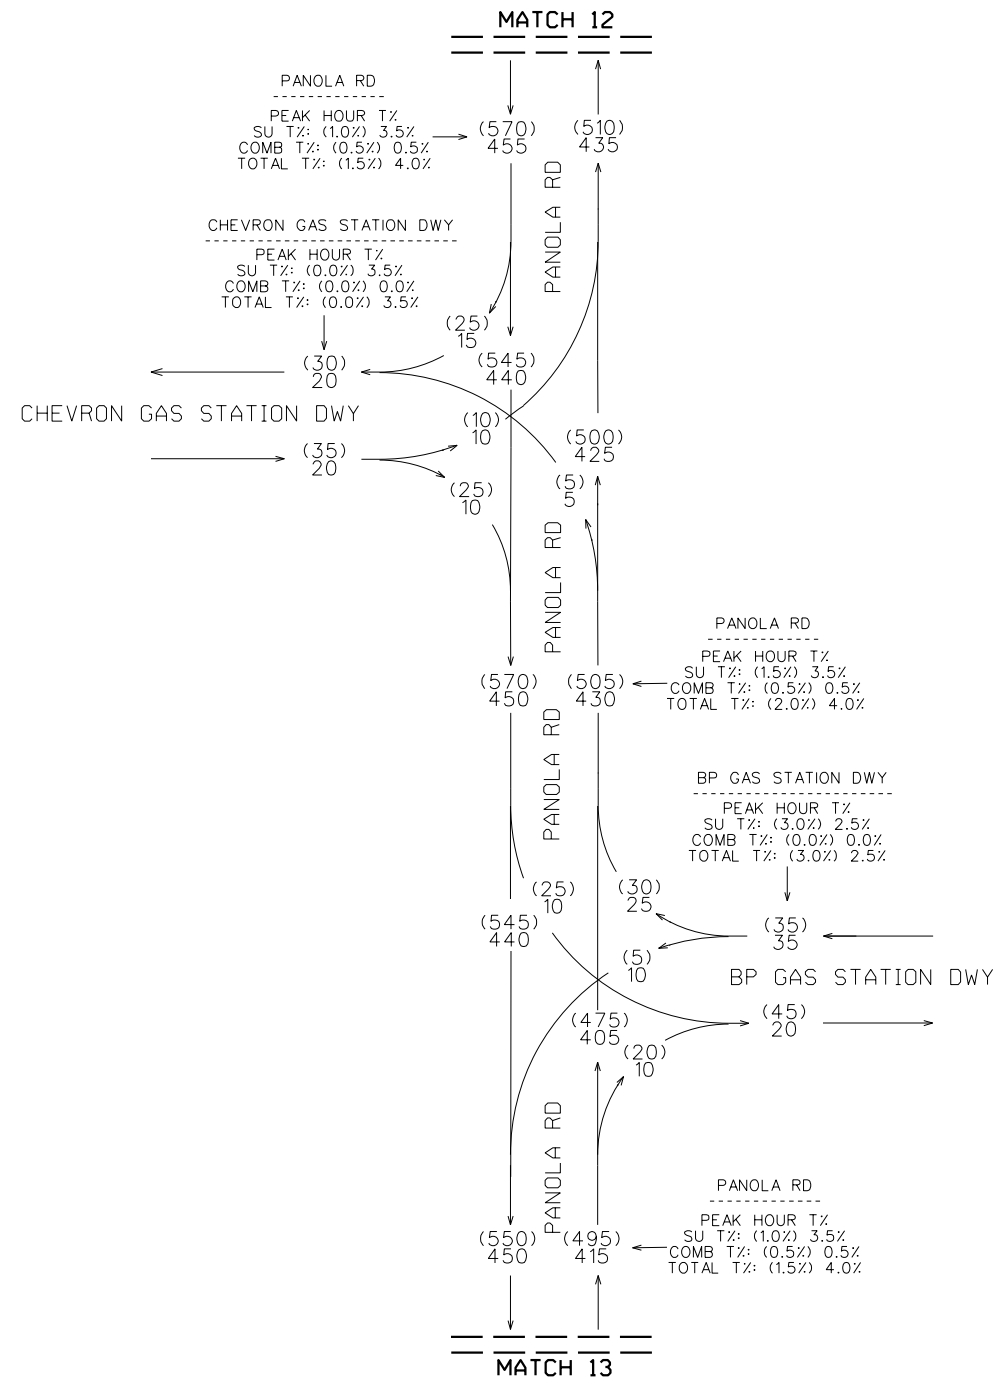 MATCH 12
PANOLA RD
PEAK HOUR T%
SU T%: (1.0%) 3.5%
COMB T%: (0.5%) 0.5%
TOTAL T%: (1.5%) 4.0%
(570)
455
(510)
435
PANOLA RD
CHEVRON GAS STATION DWY
PEAK HOUR T%
SU T%: (0.0%) 3.5%
COMB T%: (0.0%) 0.0%
TOTAL T%: (0.0%) 3.5%
(25)
15
(545)
440
(30)
20
CHEVRON GAS STATION DWY
(10)
10
(500)
425
(35)
20
(25)
10
(5)
5
PANOLA RD
PANOLA RD
PEAK HOUR T%
SU T%: (1.5%) 3.5%
COMB T%: (0.5%) 0.5%
TOTAL T%: (2.0%) 4.0%
(570)
450
(505)
430
PANOLA RD
BP GAS STATION DWY
PEAK HOUR T%
SU T%: (3.0%) 2.5%
COMB T%: (0.0%) 0.0%
TOTAL T%: (3.0%) 2.5%
(25)
10
(30)
25
(545)
440
(35)
35
(5)
10
BP GAS STATION DWY
(475)
405
(45)
20
(20)
10
PANOLA RD
PANOLA RD
PEAK HOUR T%
SU T%: (1.0%) 3.5%
COMB T%: (0.5%) 0.5%
TOTAL T%: (1.5%) 4.0%
(550)
450
(495)
415
MATCH 13